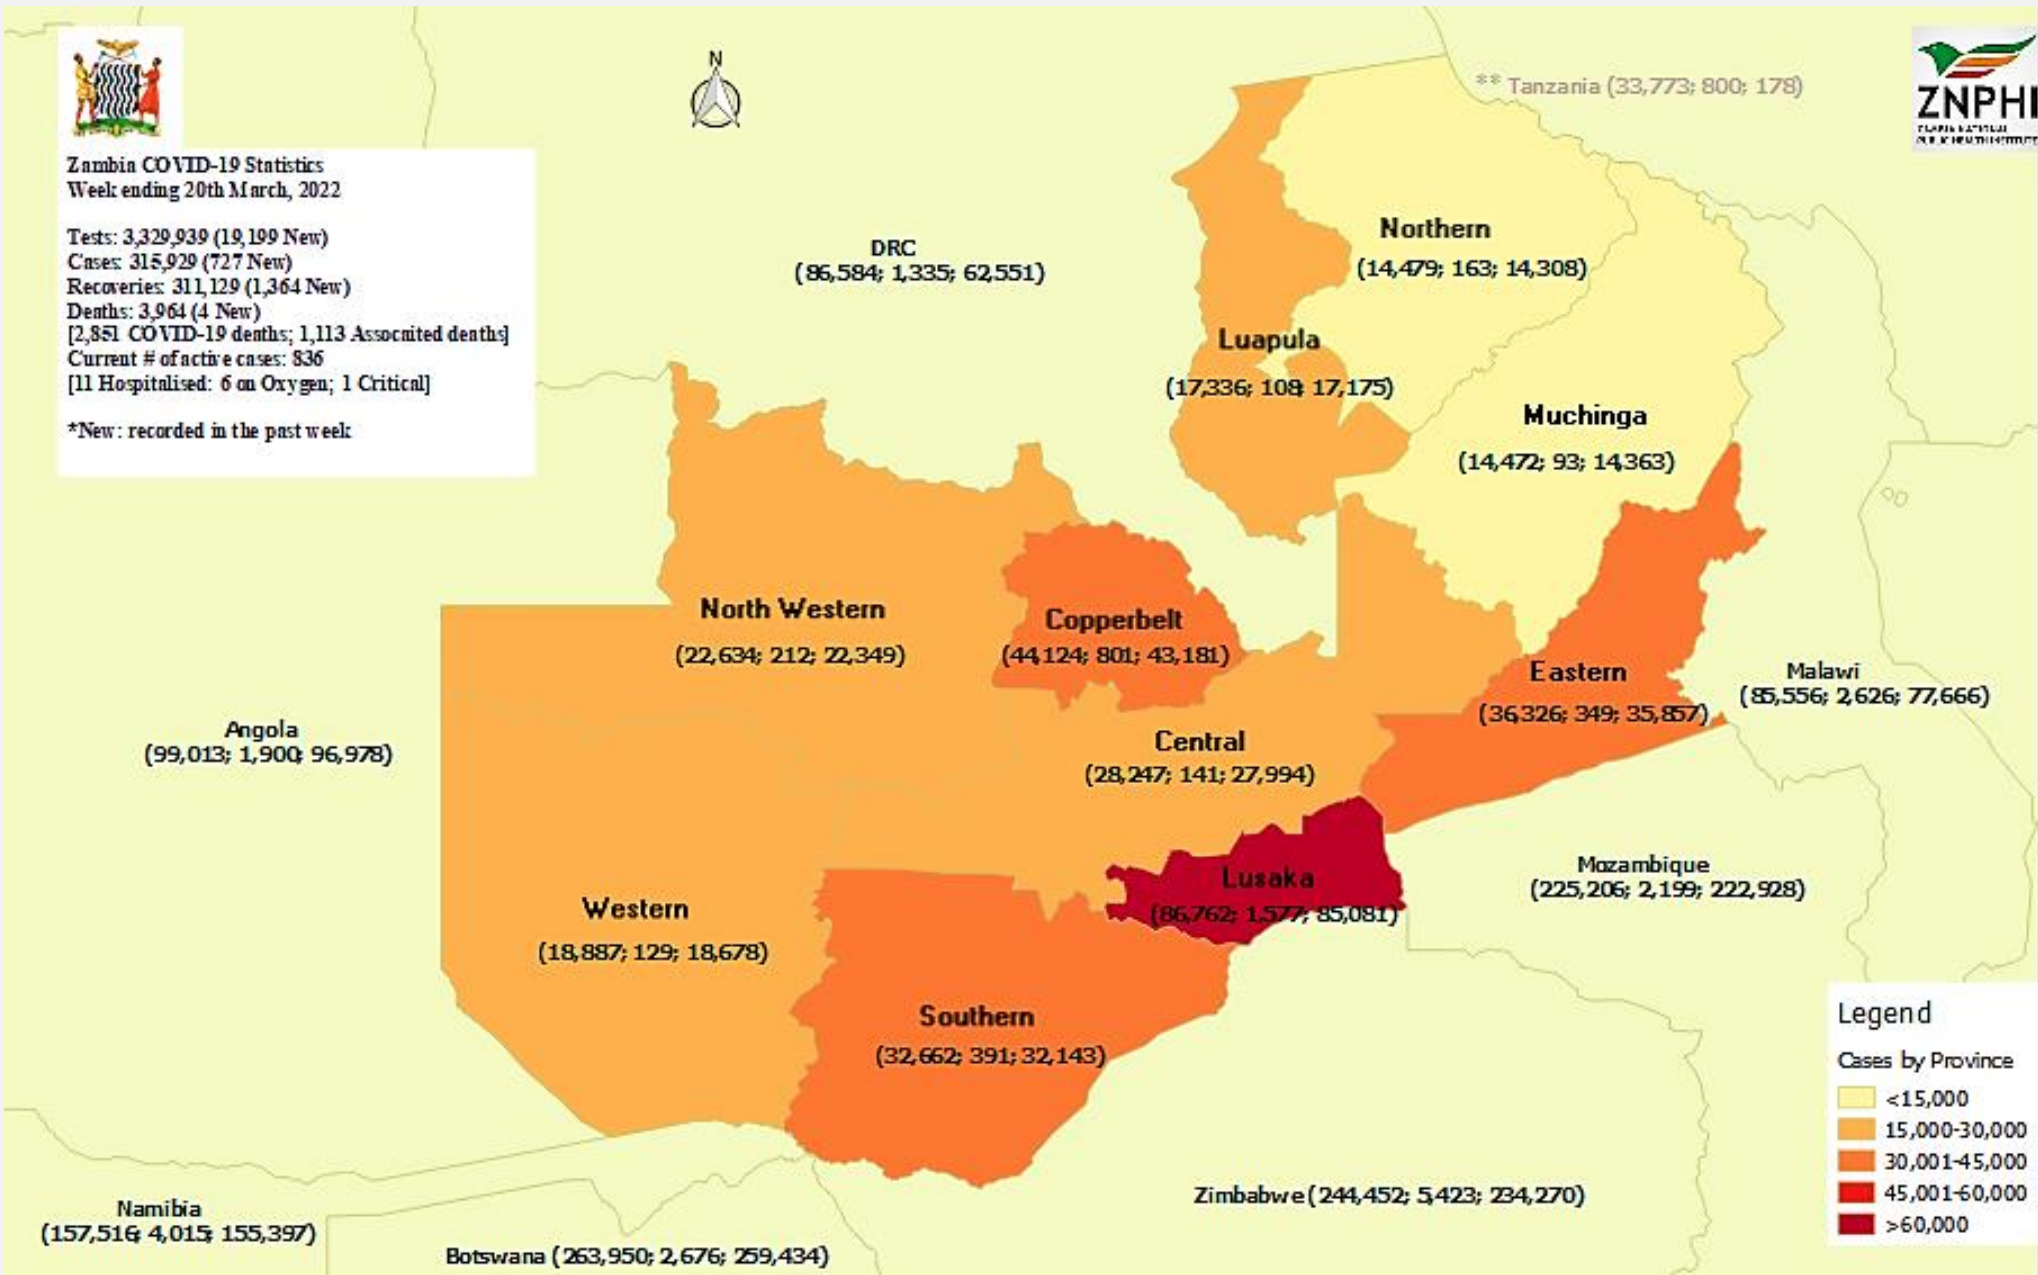 Zambia COVID-19 Statistics
Week ending 20th March, 2022
Tests: 3,329,939 (19,199 New)
Cases: 315,929 (727 New)
Recoveries: 311,129 (1,364 New)
Deaths: 3,964 (4 New)
[2,851 COVID-19 deaths; 1,113 Assocaited deaths]
Current # of active cases: 836
[11 Hospitalised: 6 on Oxygen; 1 Critical]
*New: recorded in the past week
N
** Tanzania (33,773; 800; 178)
ZNPHI
ZAMBIA NATIONAL
PUBLIC HEALTH INSTITUTE
DRC
(86,584; 1,335; 62,551)
Northern
(14,479; 163; 14,308)
Luapula
(17,336; 108; 17,175)
Muchinga
(14,472; 93; 14,363)
North Western
(22,634; 212; 22,349)
Copperbelt
(44,124; 801; 43,181)
Eastern
(36,326; 349; 35,857)
Malawi
(85,556; 2,626; 77,666)
Angola
(99,013; 1,900; 96,978)
Central
(28,247; 141; 27,994)
Lusaka
(86,762; 1,577; 85,081)
Mozambique
(225,206; 2,199; 222,928)
Western
(18,887; 129; 18,678)
Southern
(32,662; 391; 32,143)
Zimbabwe (244,452; 5,423; 234,270)
Namibia
(157,516; 4,015; 155,397)
Botswana (263,950; 2,676; 259,434)
Legend
Cases by Province
<15,000
15,000-30,000
30,001-45,000
45,001-60,000
>60,000